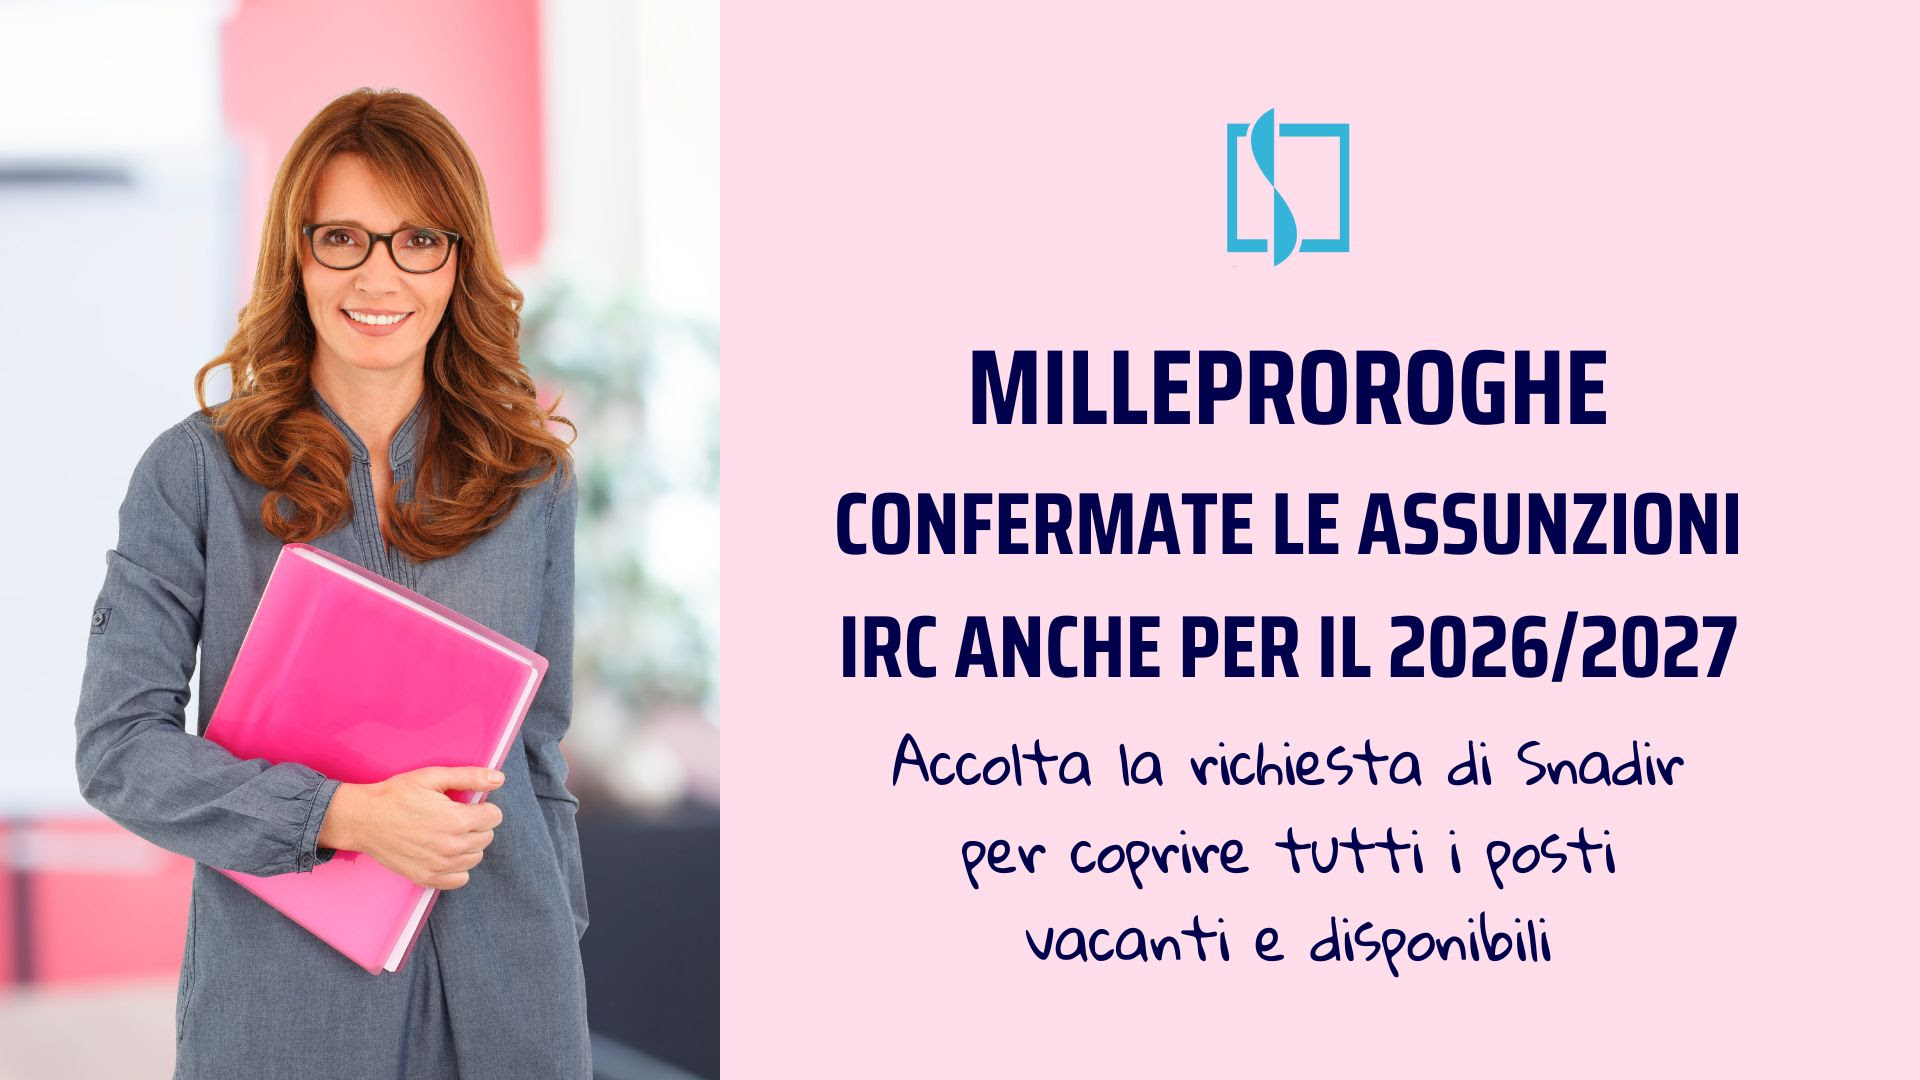 MILLEPROROGHE
CONFERMATE LE ASSUNZIONI
IRC ANCHE PER IL 2026/2027
Accolta la richiesta di Snadir
per coprire tutti i posti
vacanti e disponibili